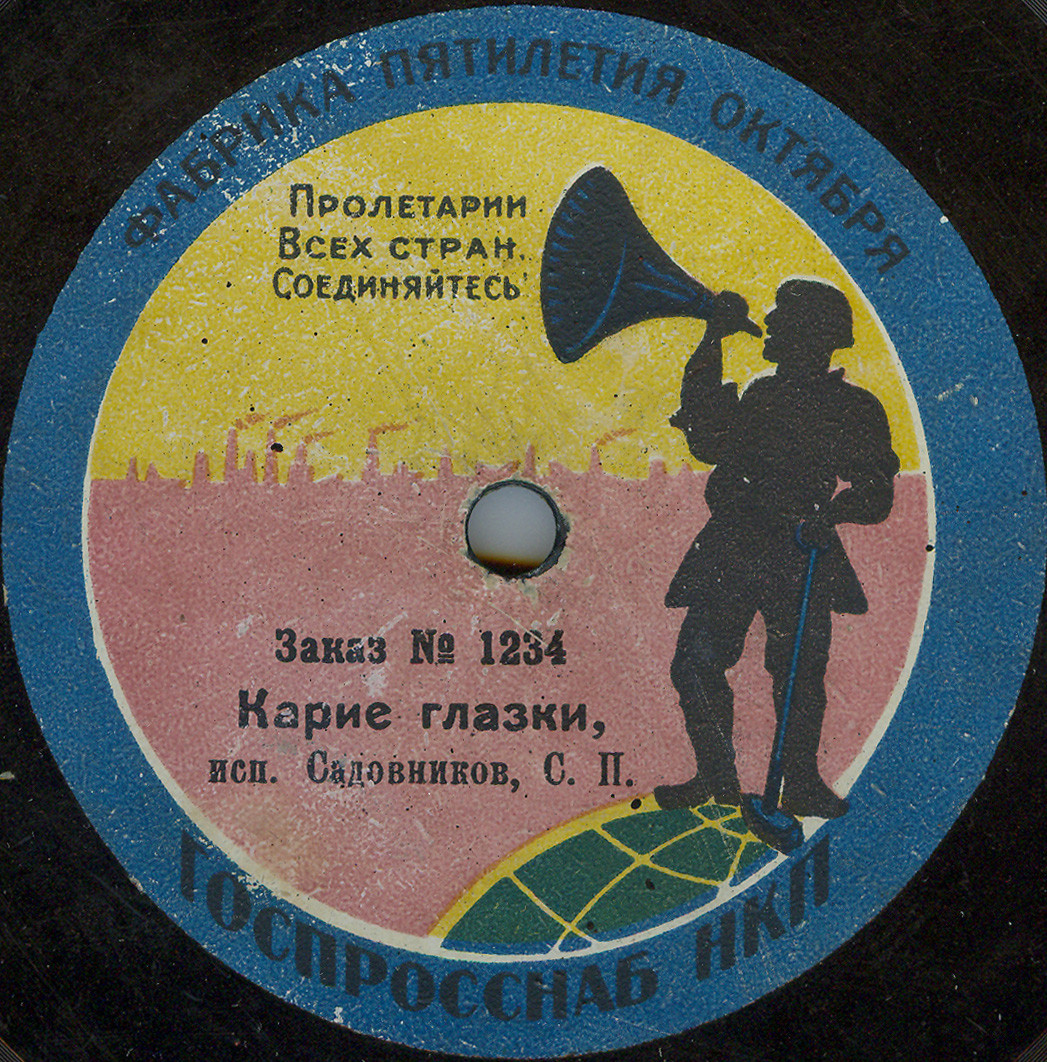 ФАБРИКА ПЯТИЛЕТИЯ ОКТЯБРЯ
ПРОЛЕТАРИИ
ВСЕХ СТРАН,
СОЕДИНЯЙТЕСЬ!
Заказ № 1234
Карие глазки,
исп. Садовников, С. П.
ГОСПРОССНАБ НКП